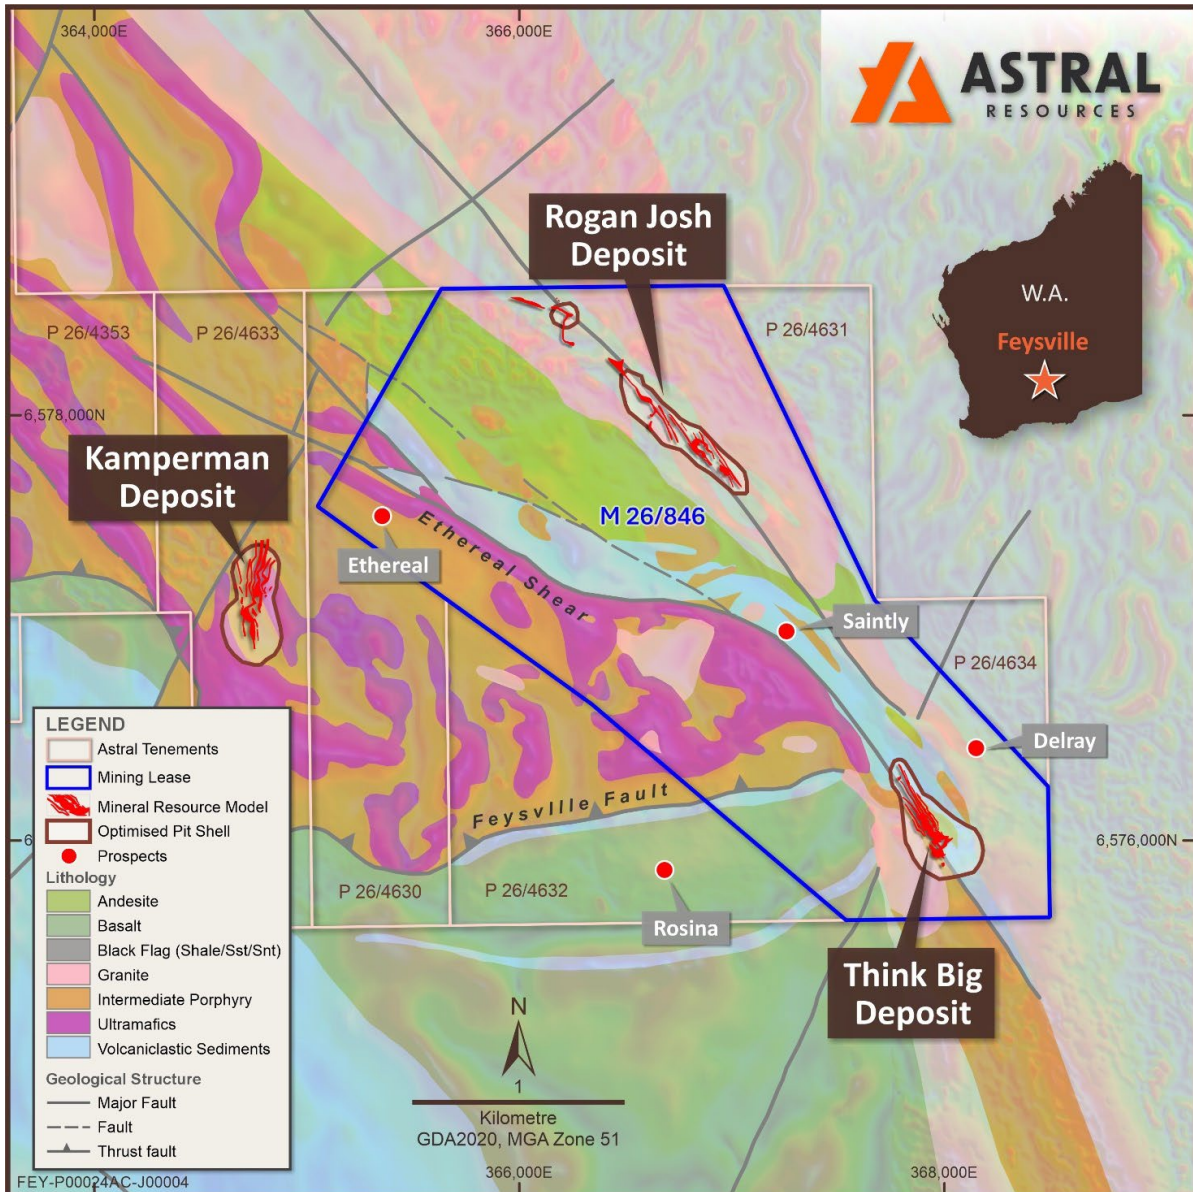 364,000E
366,000E
ASTRAL
RESOURCES
Rogan Josh
Deposit
W.A.
Feysville
P 26/4353
P 26/4633
P 26/4631
6,578,000N
Kamperman
Deposit
M 26/846
Ethereal
Ethereal Shear
Saintly
P 26/4634
Delray
Feysville Fault
6,576,000N
P 26/4630
P 26/4632
Rosina
Think Big
Deposit
LEGEND
Astral Tenements
Mining Lease
Mineral Resource Model
Optimised Pit Shell
Prospects
Lithology
Andesite
Basalt
Black Flag (Shale/Sst/Snt)
Granite
Intermediate Porphyry
Ultramafics
Volcaniclastic Sediments
Geological Structure
Major Fault
Fault
Thrust fault
N
1
Kilometre
GDA2020, MGA Zone 51
366,000E
368,000E
FEY-P00024AC-J00004